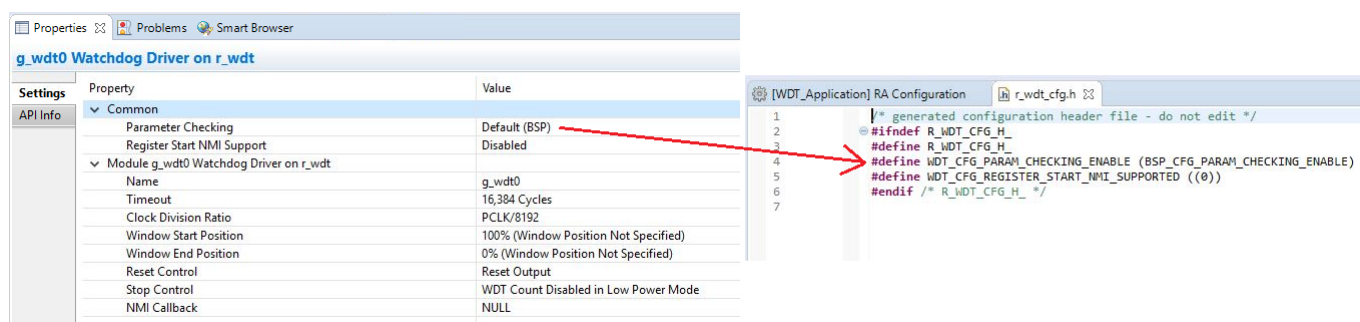 Properties Problems Smart Browser
g_wdt0 Watchdog Driver on r_wdt
Settings
API Info
Property Value
Common
Parameter Checking Default (BSP)
Register Start NMI Support Disabled
Module g_wdt0 Watchdog Driver on r_wdt
Name g_wdt0
Timeout 16,384 Cycles
Clock Division Ratio PCLK/8192
Window Start Position 100% (Window Position Not Specified)
Window End Position 0% (Window Position Not Specified)
Reset Control Reset Output
Stop Control WDT Count Disabled in Low Power Mode
NMI Callback NULL
[WDT_Application] RA Configuration r_wdt_cfg.h
1 /* generated configuration header file - do not edit */
2 #ifndef R_WDT_CFG_H_
3 #define R_WDT_CFG_H_
4 #define WDT_CFG_PARAM_CHECKING_ENABLE (BSP_CFG_PARAM_CHECKING_ENABLE)
5 #define WDT_CFG_REGISTER_START_NMI_SUPPORTED ((0))
6 #endif /* R_WDT_CFG_H_ */
7